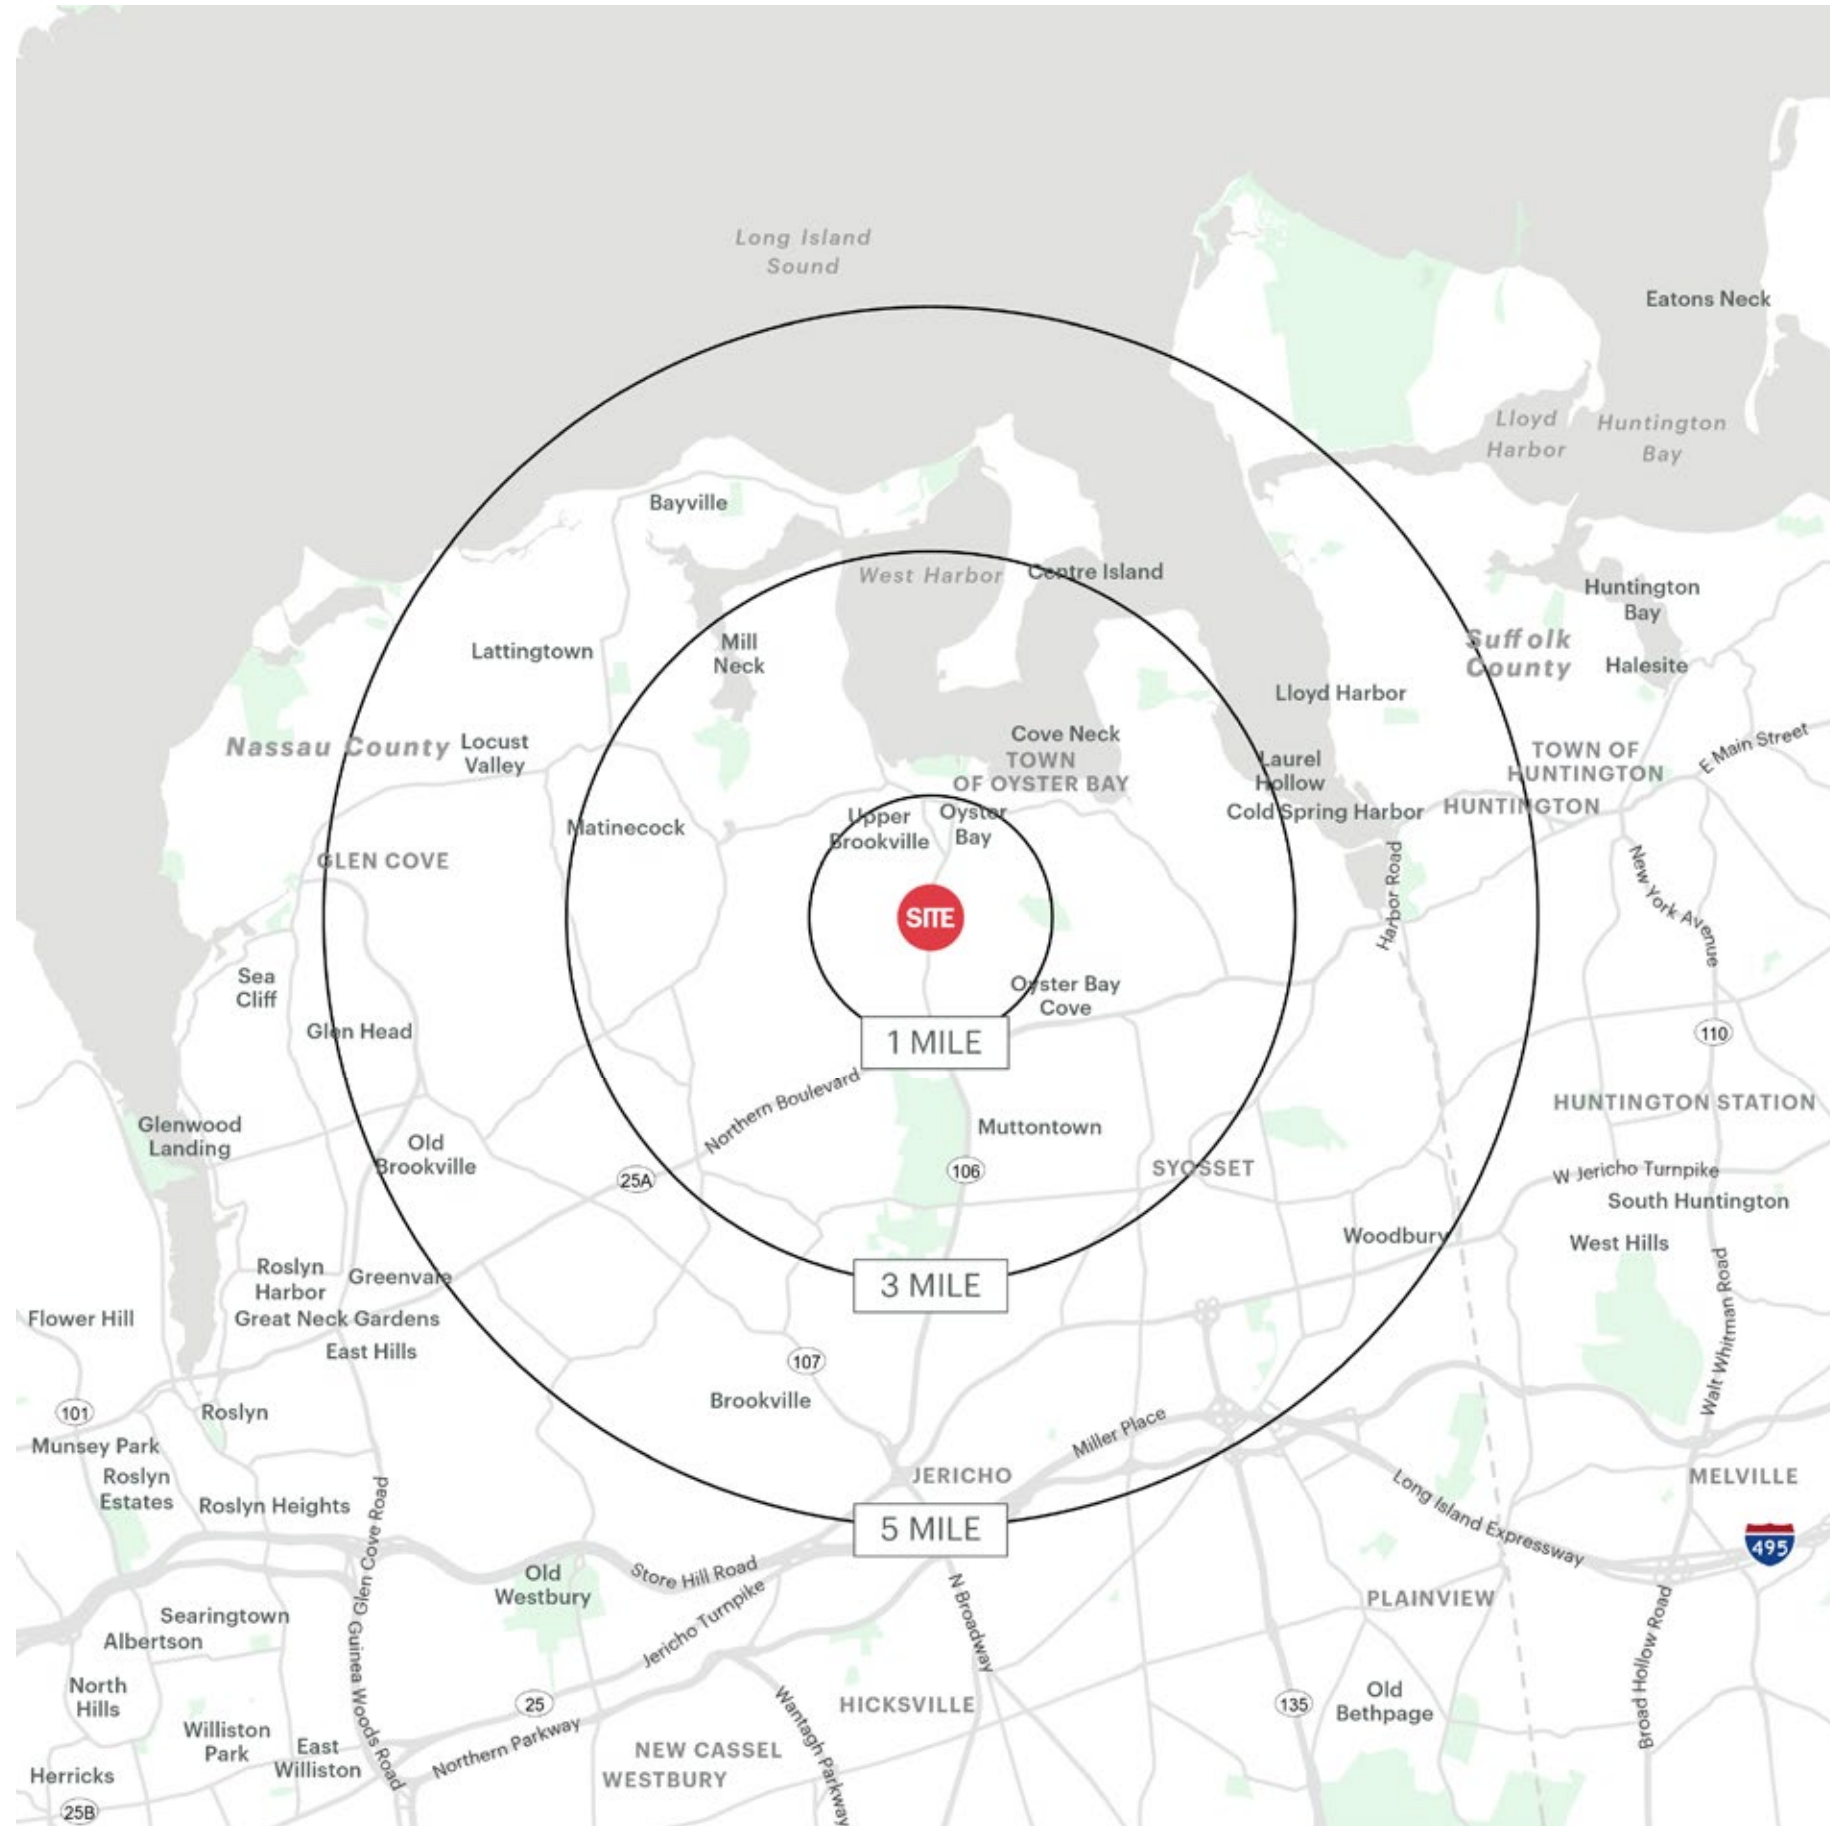 Long Island
Sound
Eatons Neck
Lloyd
Harbor
Huntington
Bay
Bayville
West Harbor
Centre Island
Huntington
Bay
Mill
Neck
Lattingtown
Suffolk
County
Halesite
Lloyd Harbor
Nassau County
Locust
Valley
Cove Neck
TOWN
OF OYSTER BAY
Laurel
Hollow
TOWN OF
HUNTINGTON
E Main Street
Cold Spring Harbor
HUNTINGTON
Upper
Brookville
Oyster
Bay
Matinecock
GLEN COVE
Harbor Road
New York Avenue
SITE
Sea
Cliff
Oyster Bay
Cove
Glen Head
1 MILE
110
Northern Boulevard
HUNTINGTON STATION
Glenwood
Landing
Old
Brookville
Muttontown
25A
106
SYOSSET
W Jericho Turnpike
South Huntington
Woodbury
West Hills
Roslyn
Harbor
Greenvale
3 MILE
Flower Hill
Great Neck Gardens
East Hills
Walt Whitman Road
107
Brookville
101
Roslyn
Miller Place
Munsey Park
Roslyn
Estates
Roslyn Heights
JERICHO
MELVILLE
Long Island Expressway
5 MILE
495
Glen Cove Road
Old
Westbury
Store Hill Road
Jericho Turnpike
N Broadway
PLAINVIEW
Searingtown
Albertson
Guinea Woods Road
Broad Hollow Road
North
Hills
25
HICKSVILLE
135
Old
Bethpage
Williston
Park
East
Williston
Northern Parkway
NEW CASSEL
WESTBURY
Wantagh Parkway
Herricks
25B